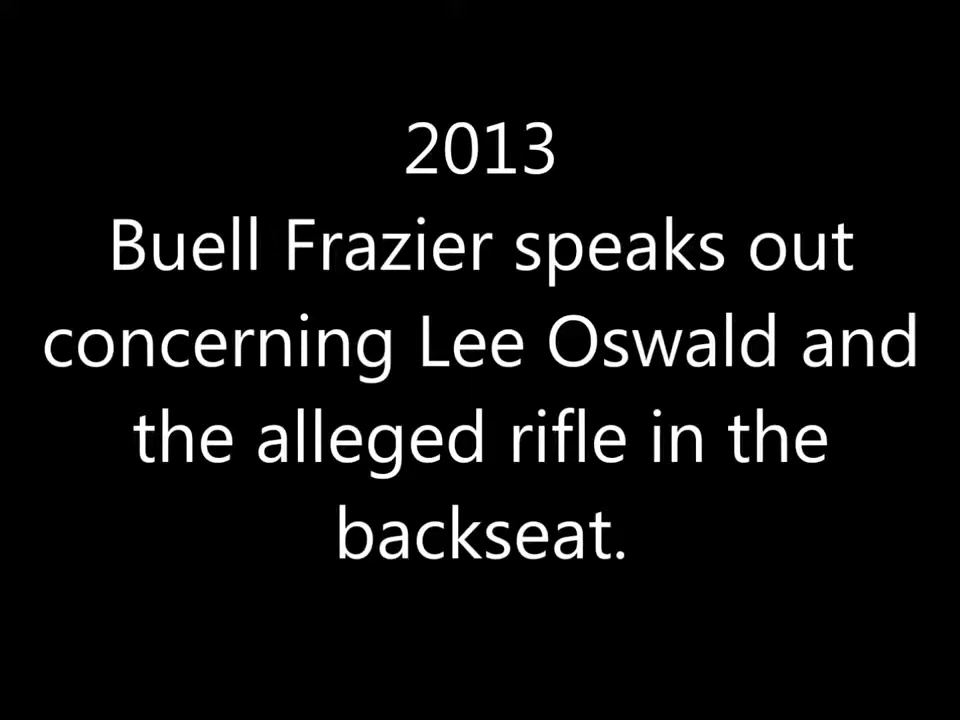 2013
Buell Frazier speaks out
concerning Lee Oswald and
the alleged rifle in the
backseat.